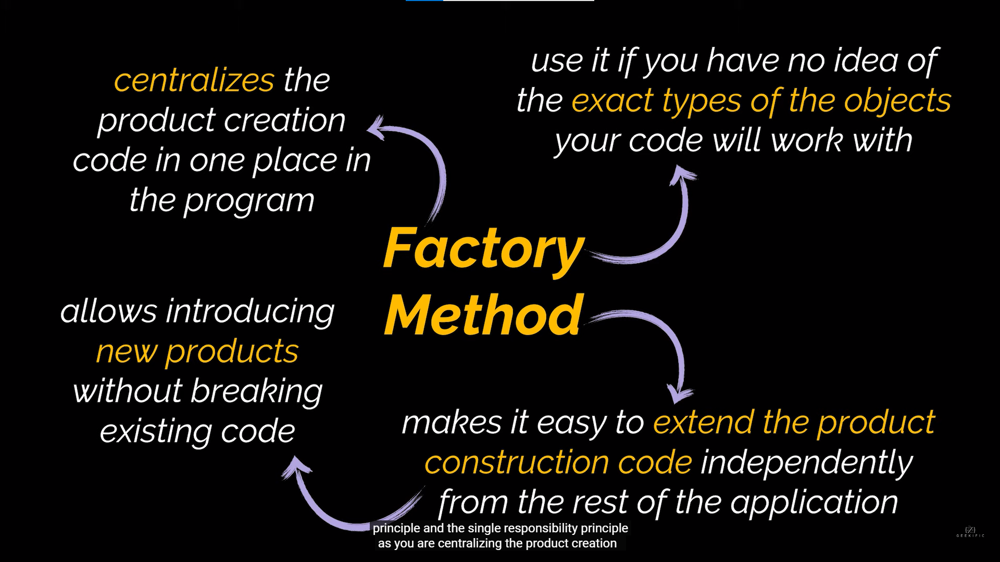 centralizes the
product creation
code in one place in
the program
use it if you have no idea of
the exact types of the objects
your code will work with
Factory
Method
allows introducing
new products
without breaking
existing code
makes it easy to extend the product
construction code independently
from the rest of the application
principle and the single responsibility principle
as you are centralizing the product creation
GEEKIFIC